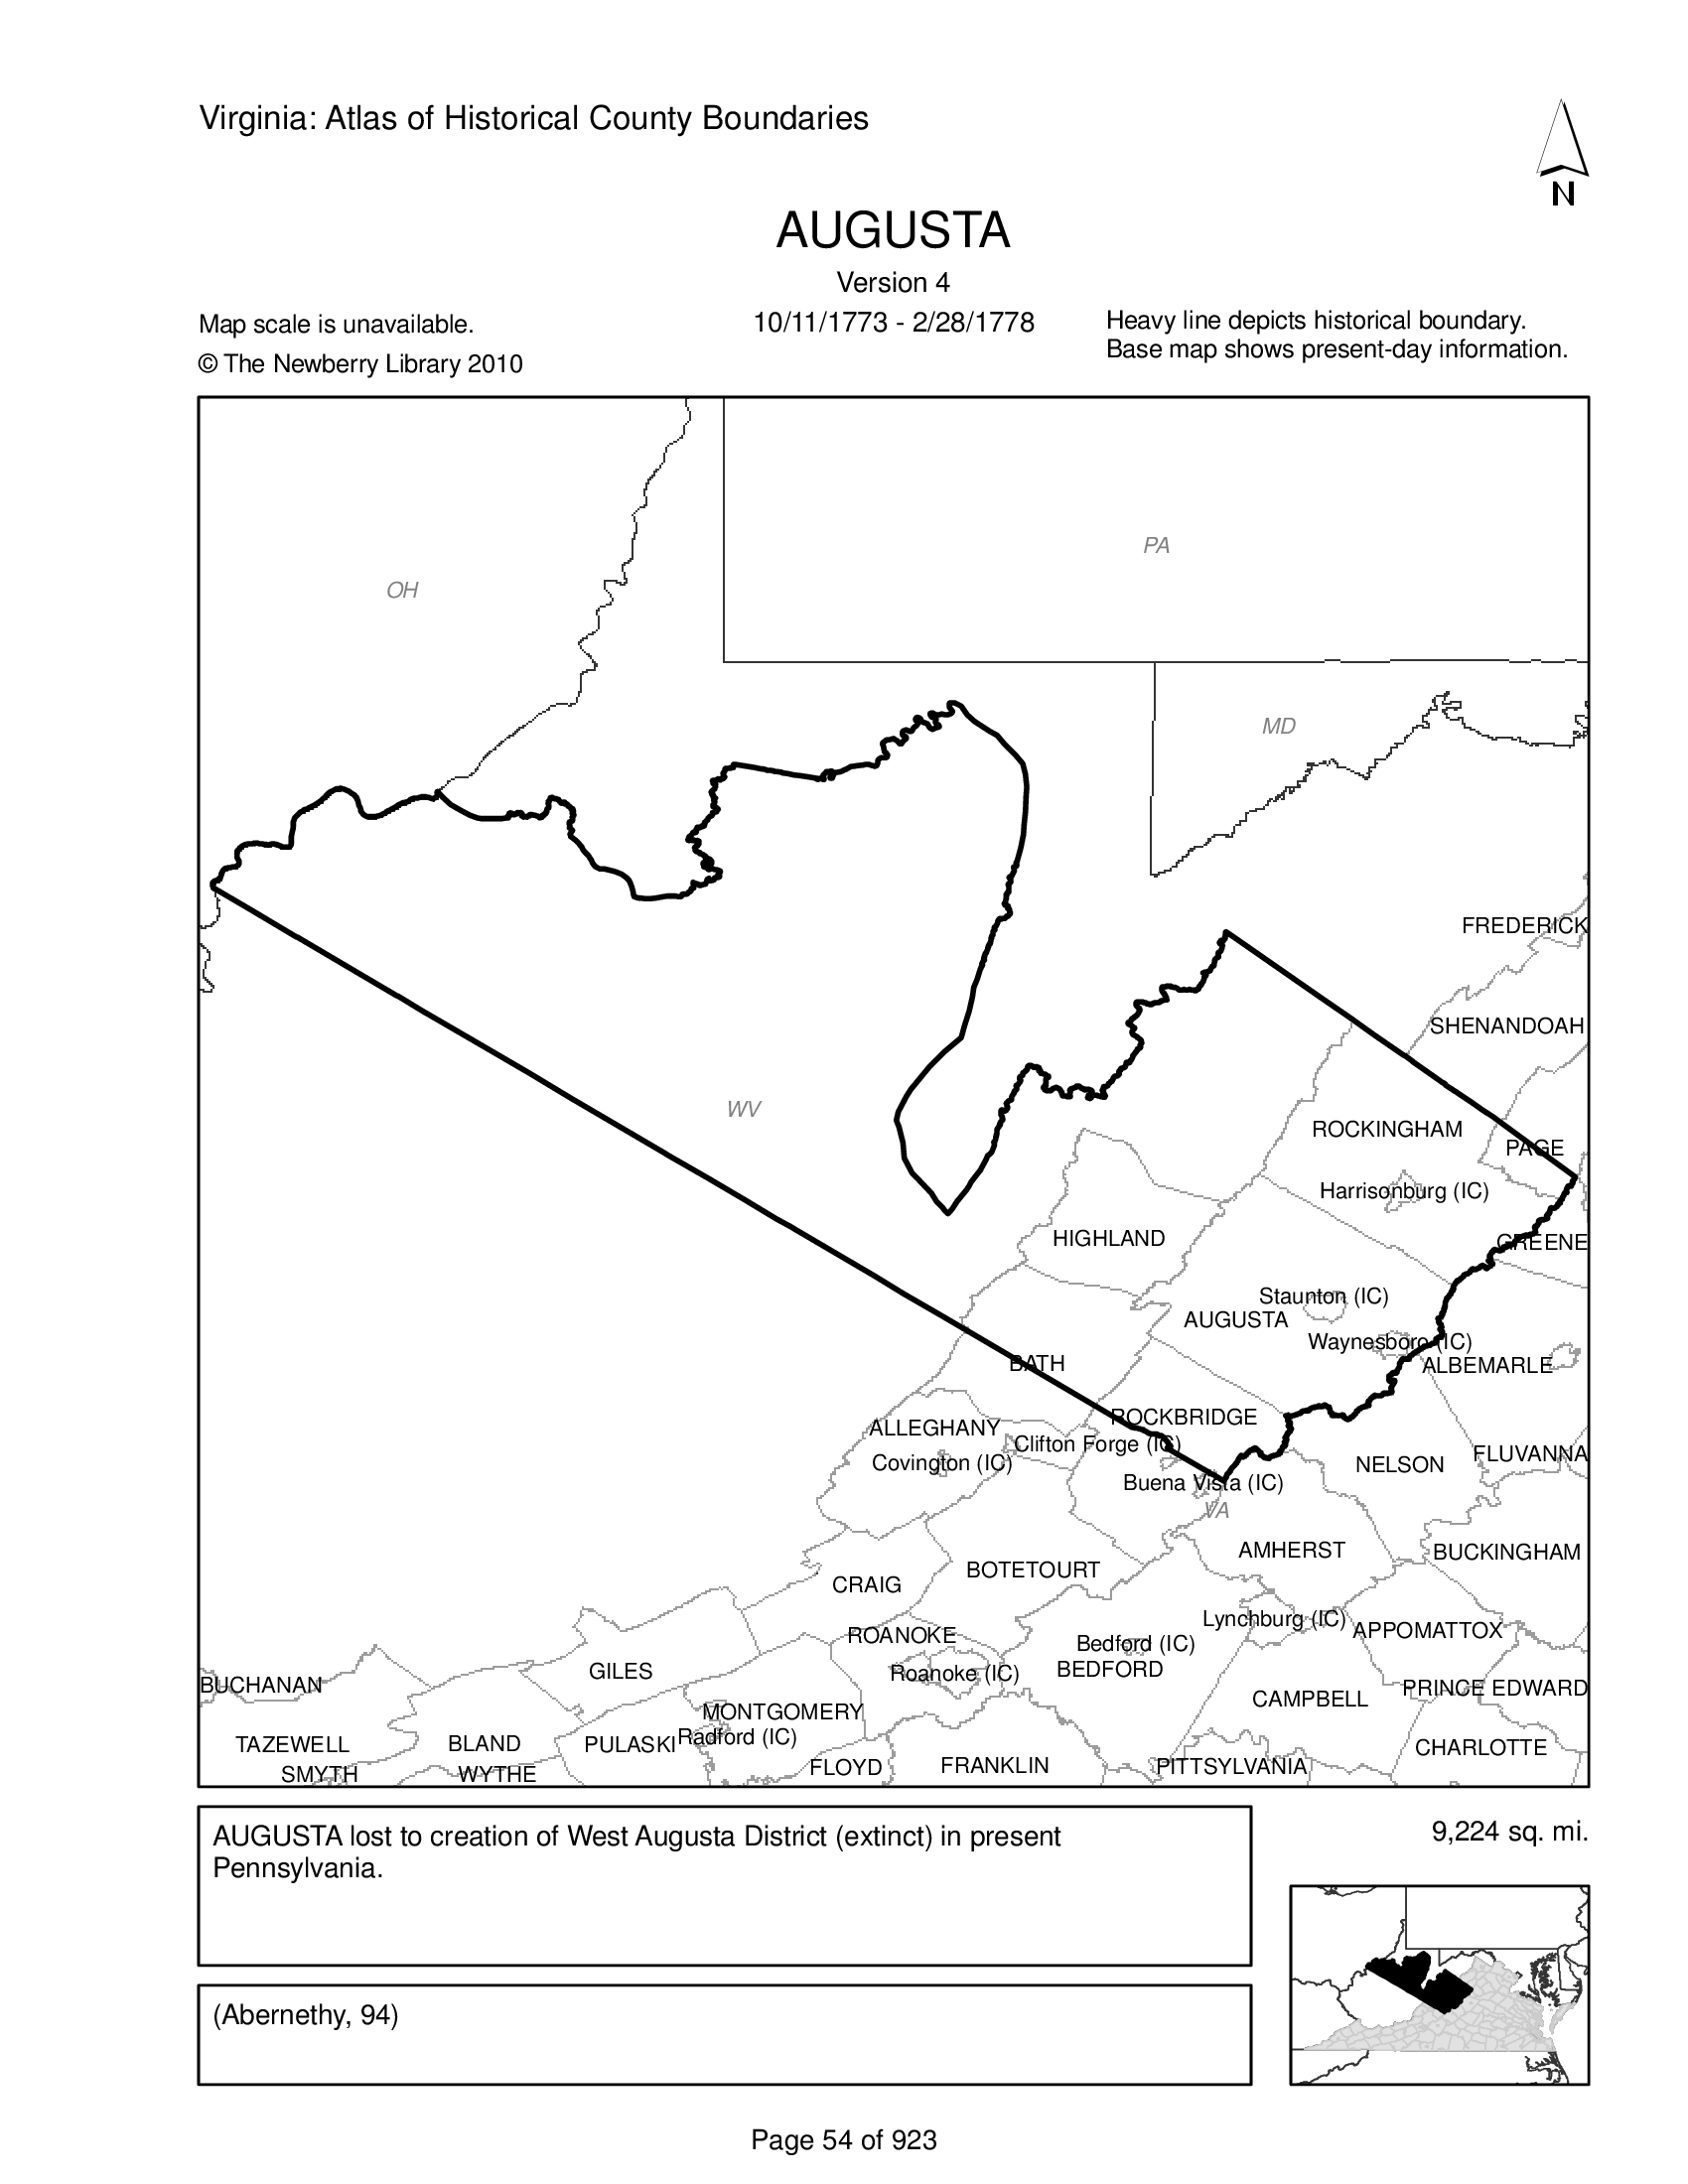 Virginia: Atlas of Historical County Boundaries
N
AUGUSTA
Version 4
10/11/1773 - 2/28/1778
Map scale is unavailable.
© The Newberry Library 2010
Heavy line depicts historical boundary.
Base map shows present-day information.
PA
OH
MD
FREDERICK
SHENANDOAH
WV
ROCKINGHAM
PAGE
Harrisonburg (IC)
HIGHLAND
GREENE
Staunton (IC)
AUGUSTA
Waynesboro (IC)
BATH
ALBEMARLE
ROCKBRIDGE
ALLEGHANY
Clifton Forge (IC)
Covington (IC)
NELSON
FLUVANNA
Buena Vista (IC)
VA
AMHERST
BUCKINGHAM
BOTETOURT
CRAIG
Lynchburg (IC)
APPOMATTOX
ROANOKE
Bedford (IC)
GILES
Roanoke (IC)
BEDFORD
BUCHANAN
PRINCE EDWARD
CAMPBELL
MONTGOMERY
Radford (IC)
TAZEWELL
BLAND
PULASKI
CHARLOTTE
FLOYD
FRANKLIN
PITTSYLVANIA
SMYTH
WYTHE
AUGUSTA lost to creation of West Augusta District (extinct) in present
Pennsylvania.
9,224 sq. mi.
(Abernethy, 94)
Page 54 of 923